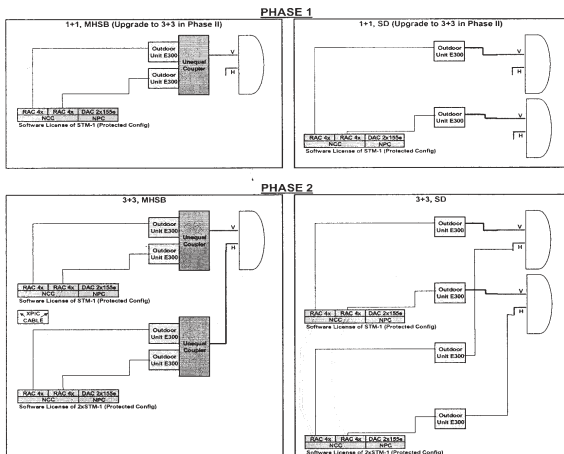 PHASE 1
1+1, MHSB (Upgrade to 3+3 in Phase II)
Outdoor
Unit E300
Outdoor
Unit E300
Unequal
Coupler
V
H
RAC 4x RAC 4x DAC 2x155e
NCC NPC
Software License of STM-1 (Protected Config)
1+1, SD (Upgrade to 3+3 in Phase II)
Outdoor
Unit E300
V
H
Outdoor
Unit E300
V
H
RAC 4x RAC 4x DAC 2x155e
NCC NPC
Software License of STM-1 (Protected Config)
PHASE 2
3+3, MHSB
Outdoor
Unit E300
Outdoor
Unit E300
Unequal
Coupler
V
H
RAC 4x RAC 4x DAC 2x155e
NCC NPC
Software License of STM-1 (Protected Config)
XPIC
CABLE
Outdoor
Unit E300
Outdoor
Unit E300
Unequal
Coupler
RAC 4x RAC 4x DAC 2x155e
NCC NPC
Software License of 2xSTM-1 (Protected Config)
3+3, SD
Outdoor
Unit E300
V
H
Outdoor
Unit E300
V
H
RAC 4x RAC 4x DAC 2x155e
NCC NPC
Software License of STM-1 (Protected Config)
Outdoor
Unit E300
Outdoor
Unit E300
RAC 4x RAC 4x DAC 2x155e
NCC NPC
Software License of 2xSTM-1 (Protected Config)